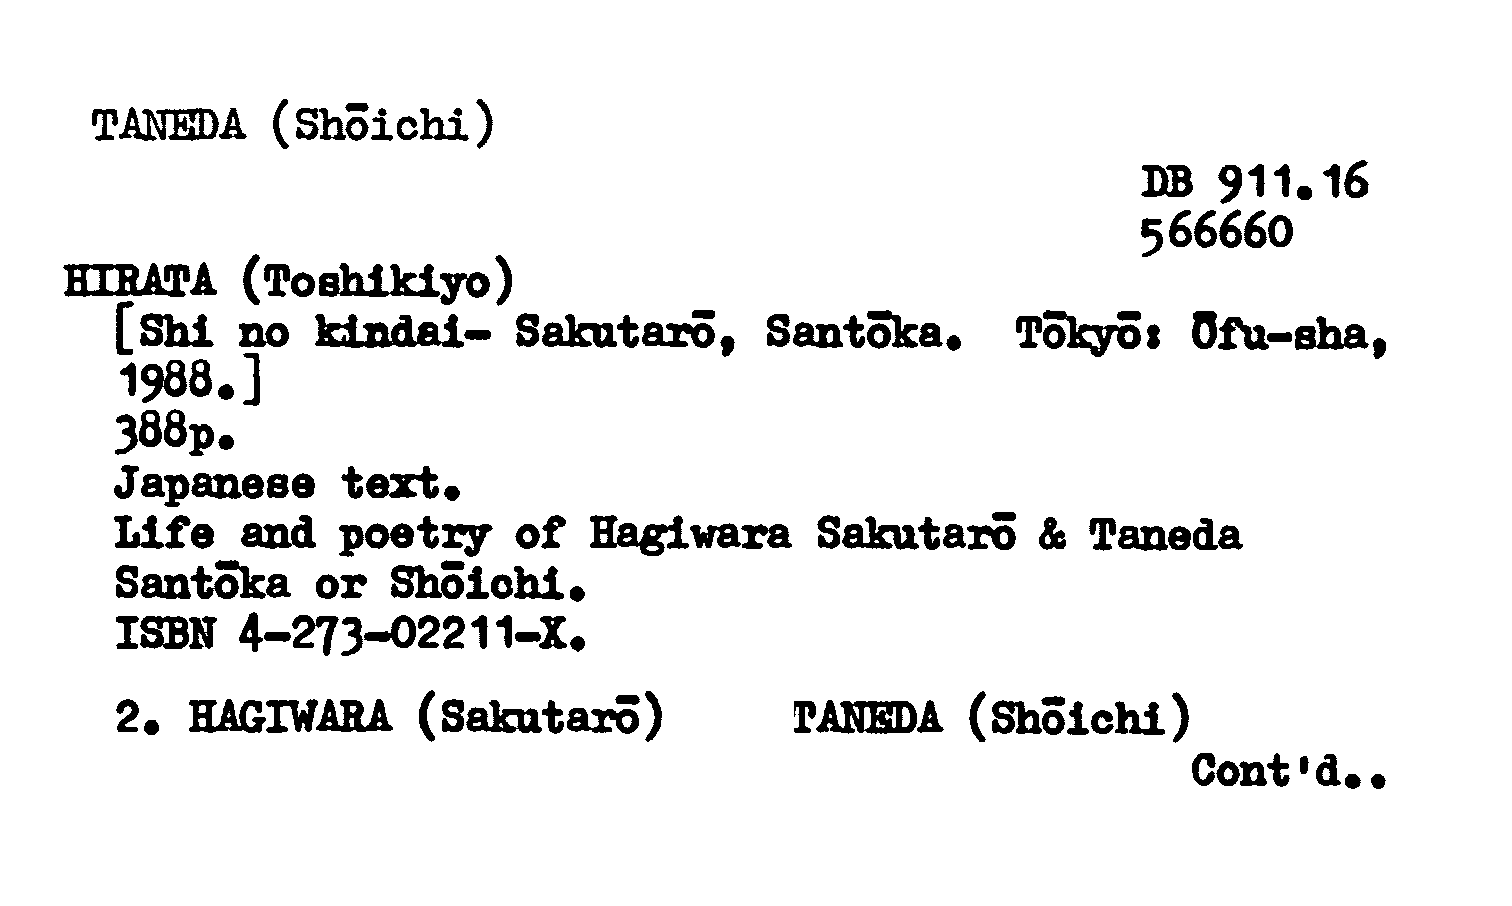 TANEDA (Shōichi)
DB 911.16
566660
HIRATA (Toshikiyo)
[Shi no kindai- Sakutarō, Santōka. Tōkyō: Ōfu-sha,
1988.]
388p.
Japanese text.
Life and poetry of Hagiwara Sakutarō & Taneda
Santōka or Shōichi.
ISBN 4-273-02211-X.
2. HAGIWARA (Sakutarō) TANEDA (Shōichi)
Cont'd..